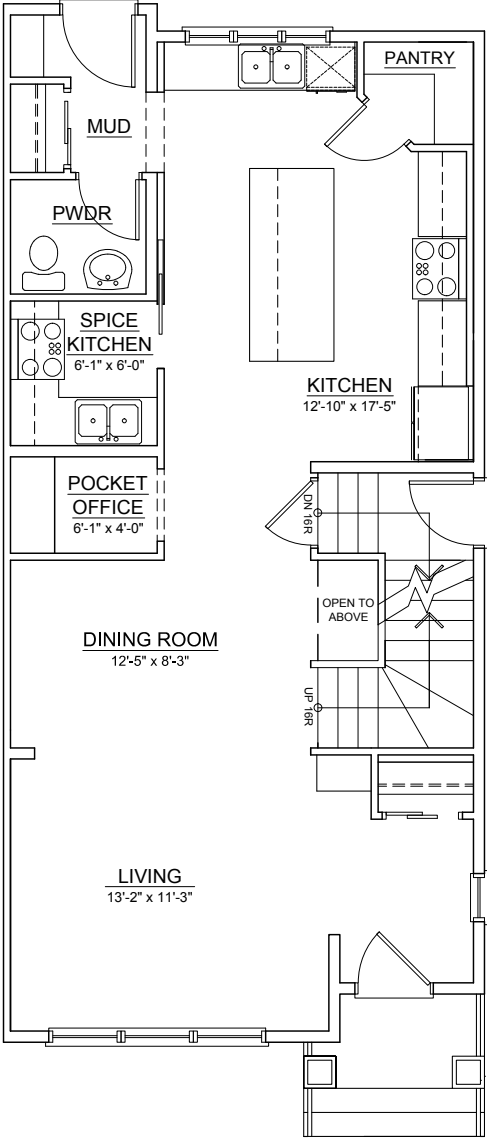 PANTRY
MUD
PWDR
SPICE
KITCHEN
6'-1" x 6'-0"
KITCHEN
12'-10" x 17'-5"
POCKET
OFFICE
6'-1" x 4'-0"
DN 16R
OPEN TO
ABOVE
DINING ROOM
12'-5" x 8'-3"
UP 16R
LIVING
13'-2" x 11'-3"